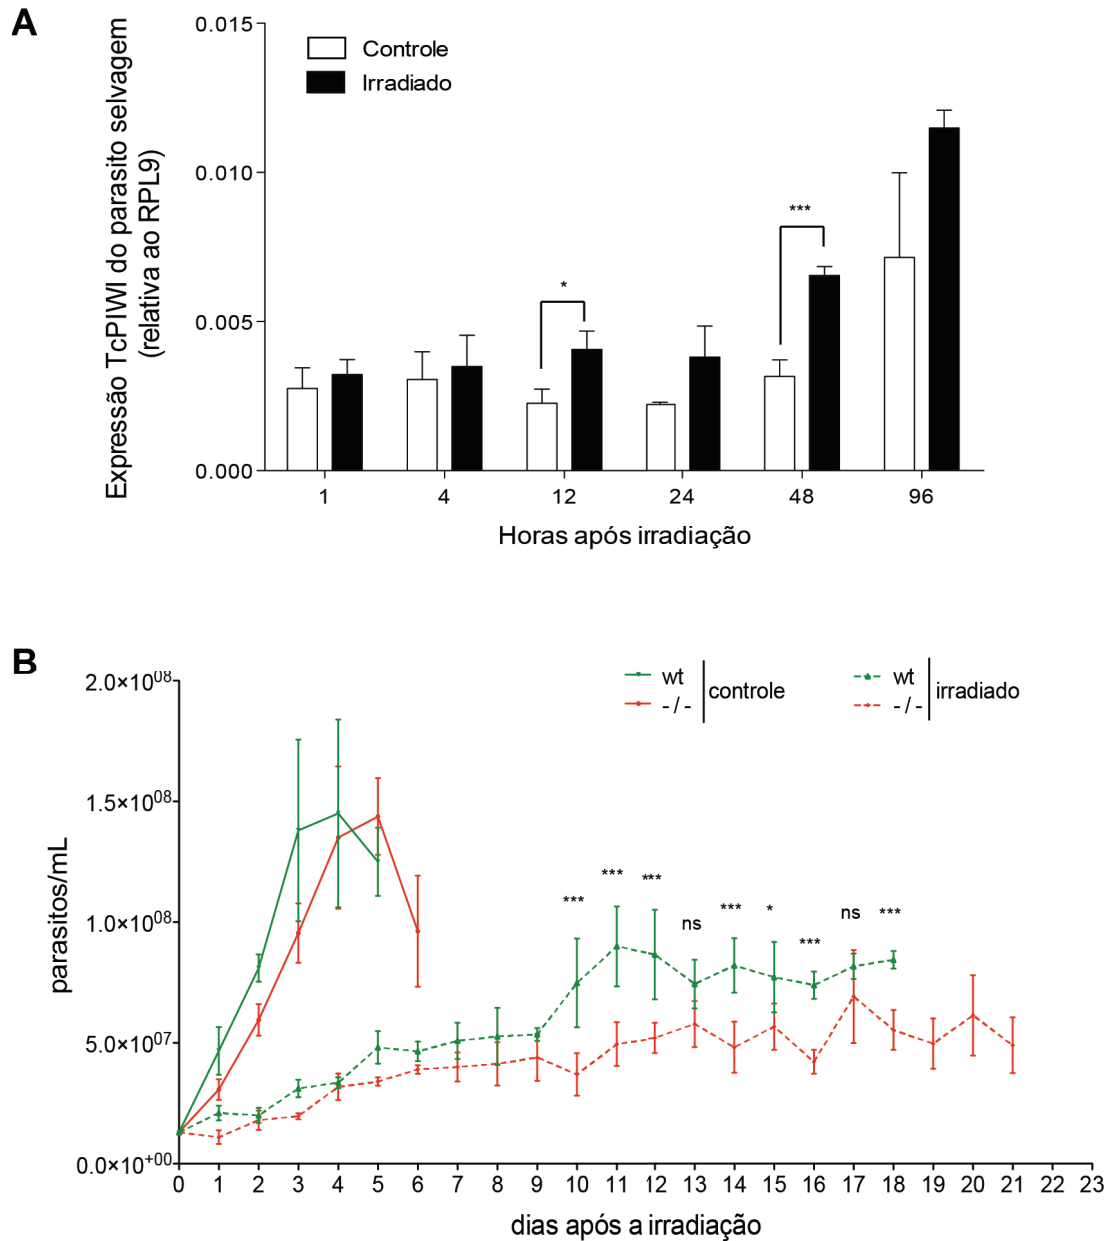 A
Expressão TcPIWI do parasito selvagem
(relativa ao RPL9)
0.015
0.010
0.005
0.000
Controle
Irradiado
*
***
1 4 12 24 48 96
Horas após irradiação
B
parasitos/mL
2.0×10^08
1.5×10^08
1.0×10^08
5.0×10^07
0.0×10^+00
wt
-/-
controle
wt
-/-
irradiado
*** *** *** ns *** * *** ns ***
0 1 2 3 4 5 6 7 8 9 10 11 12 13 14 15 16 17 18 19 20 21 22 23
dias após a irradiação